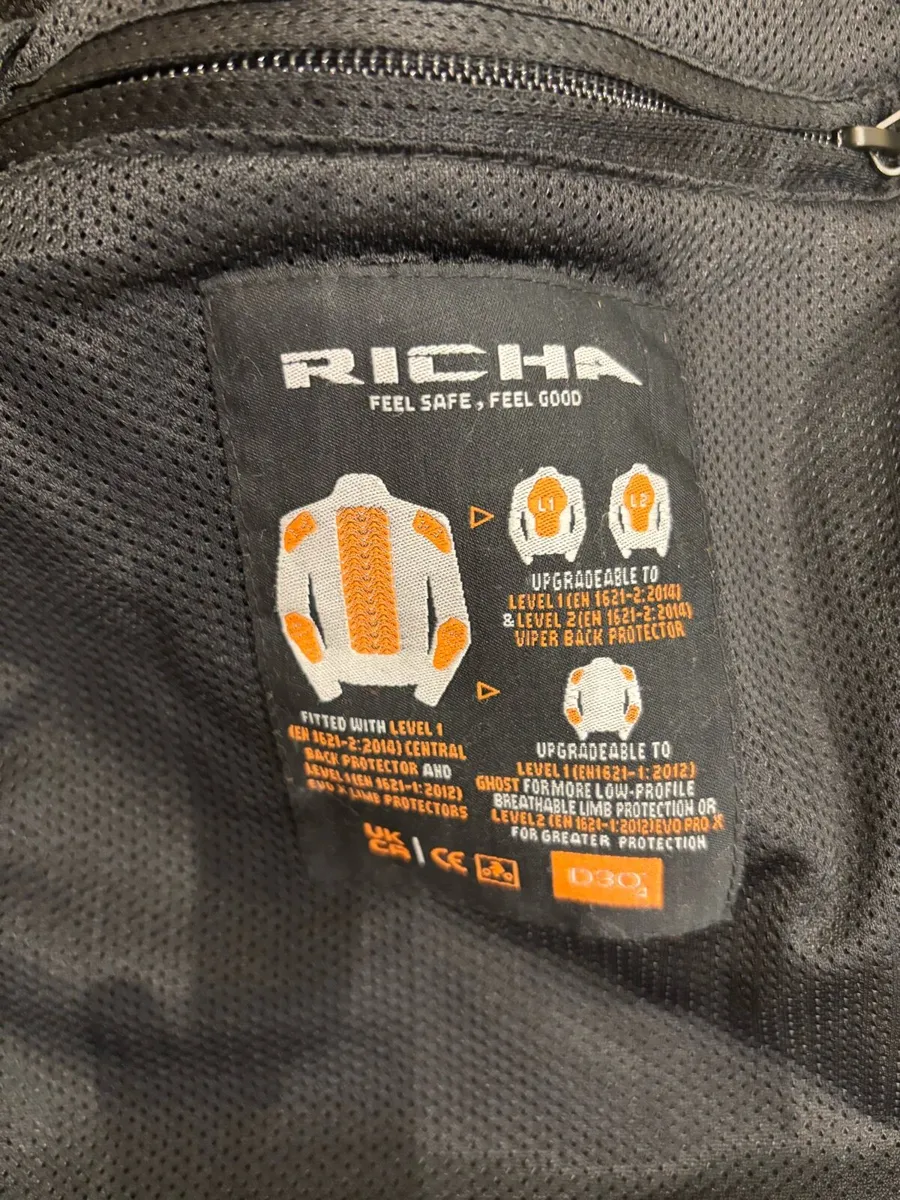 RICHA
FEEL SAFE, FEEL GOOD
FITTED WITH LEVEL 1
(EN 1621-2:2014) CENTRAL
BACK PROTECTOR AND
LEVEL 1 (EN 1621-1:2012)
EVO X LIMB PROTECTORS
UK
CA
CE
L1
L2
UPGRADEABLE TO
LEVEL 1 (EN 1621-2:2014)
& LEVEL 2 (EN 1621-2:2014)
VIPER BACK PROTECTOR
UPGRADEABLE TO
LEVEL 1 (EN1621-1:2012)
GHOST FOR MORE LOW-PROFILE
BREATHABLE LIMB PROTECTION OR
LEVEL 2 (EN 1621-1:2012) EVO PRO X
FOR GREATER PROTECTION
D3O